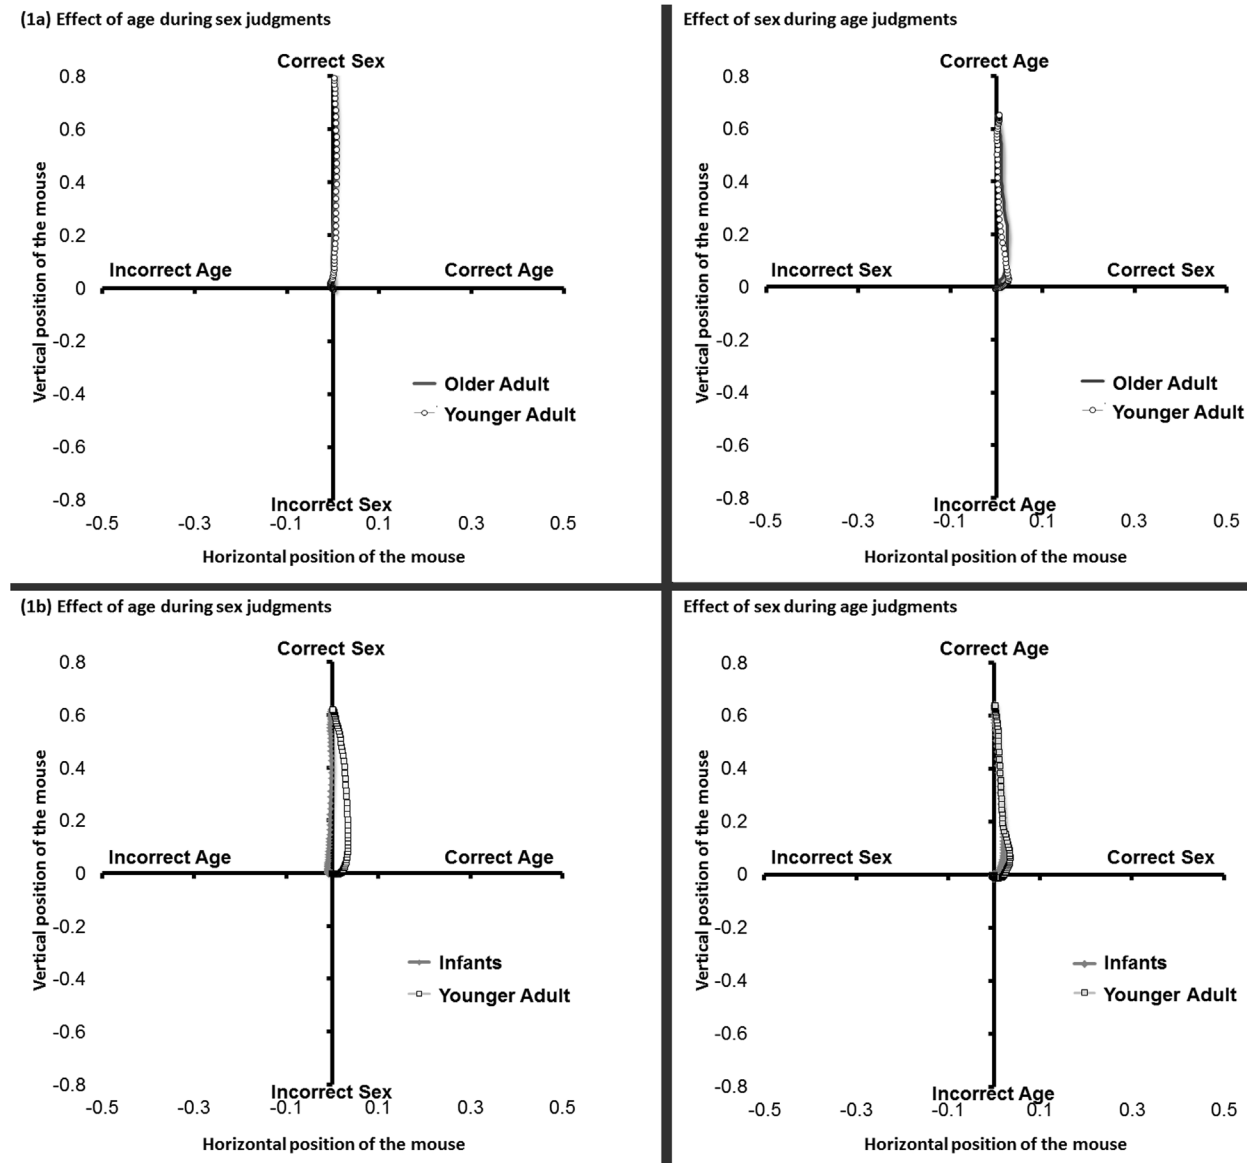 (1a) Effect of age during sex judgments
Correct Sex
0.8
0.6
0.4
0.2
0
-0.2
-0.4
-0.6
-0.8
Vertical position of the mouse
Incorrect Age
Correct Age
Older Adult
Younger Adult
Incorrect Sex
-0.5 -0.3 -0.1 0.1 0.3 0.5
Horizontal position of the mouse
Effect of sex during age judgments
Correct Age
0.8
0.6
0.4
0.2
0
-0.2
-0.4
-0.6
-0.8
Vertical position of the mouse
Incorrect Sex
Correct Sex
Older Adult
Younger Adult
Incorrect Age
-0.5 -0.3 -0.1 0.1 0.3 0.5
Horizontal position of the mouse
(1b) Effect of age during sex judgments
Correct Sex
0.8
0.6
0.4
0.2
0
-0.2
-0.4
-0.6
-0.8
Vertical position of the mouse
Incorrect Age
Correct Age
Infants
Younger Adult
Incorrect Sex
-0.5 -0.3 -0.1 0.1 0.3 0.5
Horizontal position of the mouse
Effect of sex during age judgments
Correct Age
0.8
0.6
0.4
0.2
0
-0.2
-0.4
-0.6
-0.8
Vertical position of the mouse
Incorrect Sex
Correct Sex
Infants
Younger Adult
Incorrect Age
-0.5 -0.3 -0.1 0.1 0.3 0.5
Horizontal position of the mouse